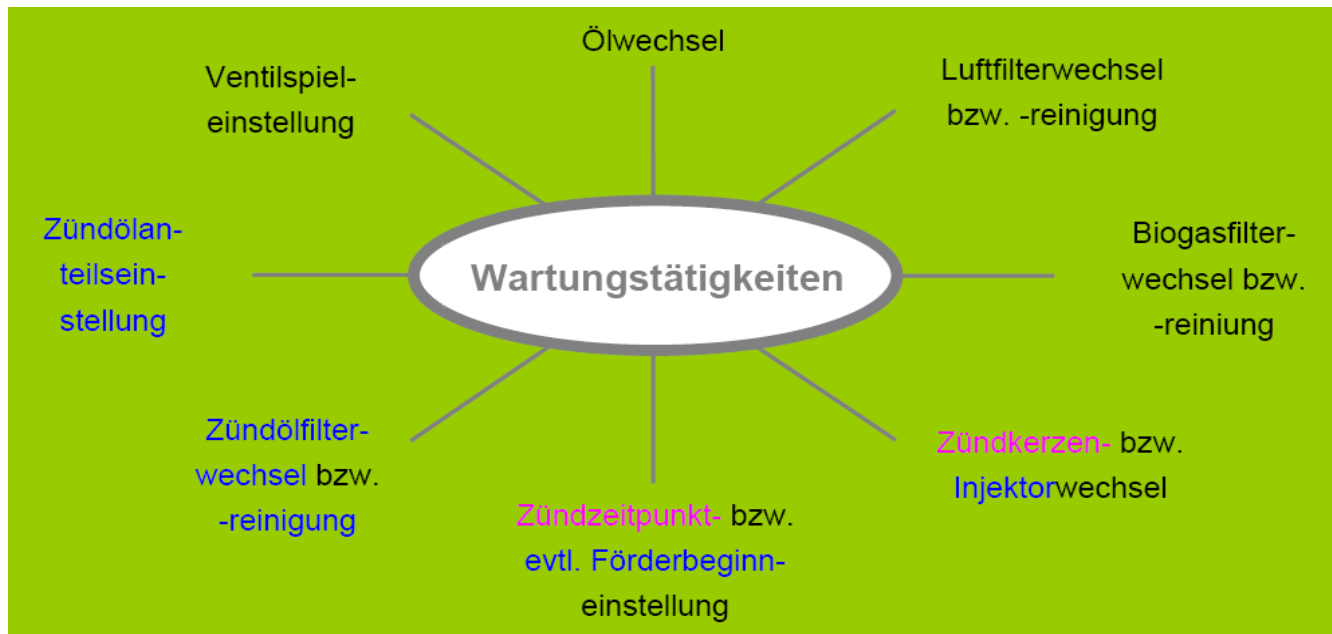 Ölwechsel
Ventilspiel-
einstellung
Luftfilterwechsel
bzw. -reinigung
Zündölan-
teilsein-
stellung
Wartungstätigkeiten
Biogasfilter-
wechsel bzw.
-reiniung
Zündölfilter-
wechsel bzw.
-reinigung
Zündzeitpunkt- bzw.
evtl. Förderbeginn-
einstellung
Zündkerzen- bzw.
Injektorwechsel